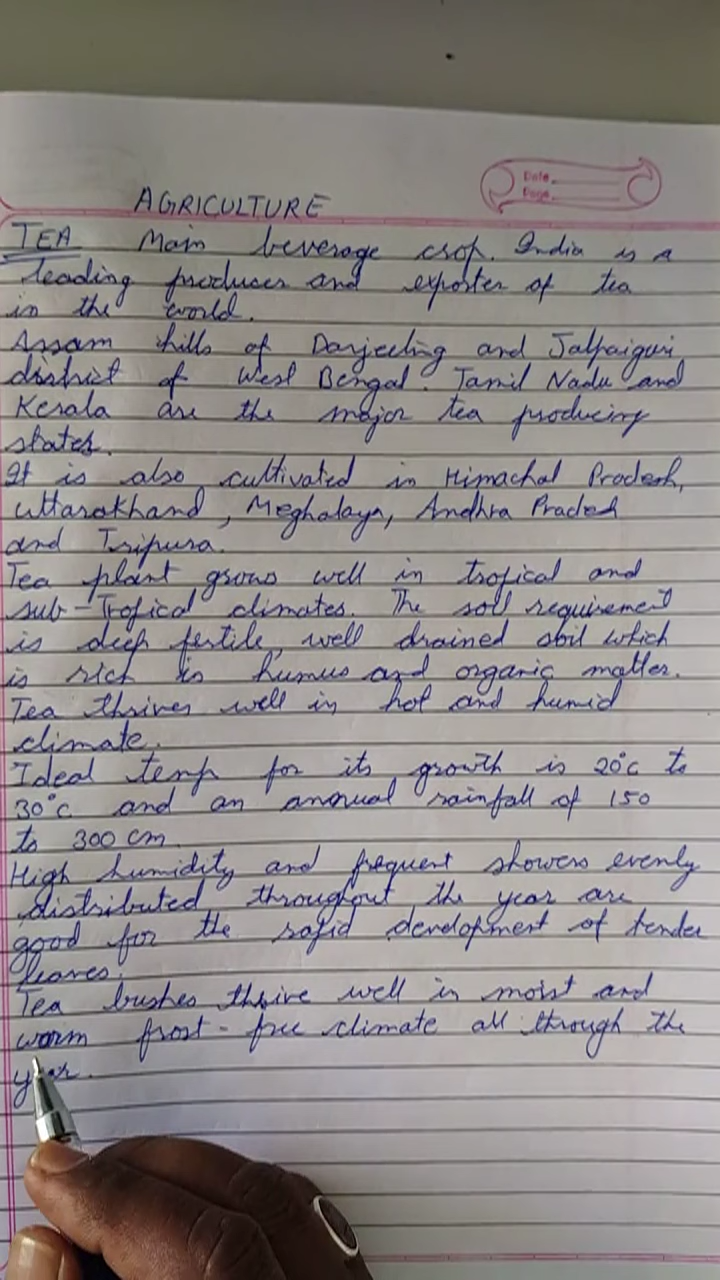 Date
Page
AGRICULTURE
TEA Main beverage crop. India is a
leading producer and exporter of tea
in the world.
Assam hills of Darjeeling and Jalpaiguri
district of West Bengal. Tamil Nadu and
Kerala are the major tea producing
states.
It is also cultivated in Himachal Pradesh,
Uttarakhand, Meghalaya, Andhra Pradesh
and Tripura.
Tea plant grows well in tropical and
sub-Tropical climates. The soil requirement
is deep fertile, well drained soil which
is rich in humus and organic matter.
Tea thrives well in hot and humid
climate.
Ideal temp for its growth is 20°c to
30°c and an annual rainfall of 150
to 300 cm.
High humidity and frequent showers evenly
distributed throughout the year are
good for the rapid development of tender
leaves.
Tea bushes thrive well in moist and
warm frost-free climate all through the
year.